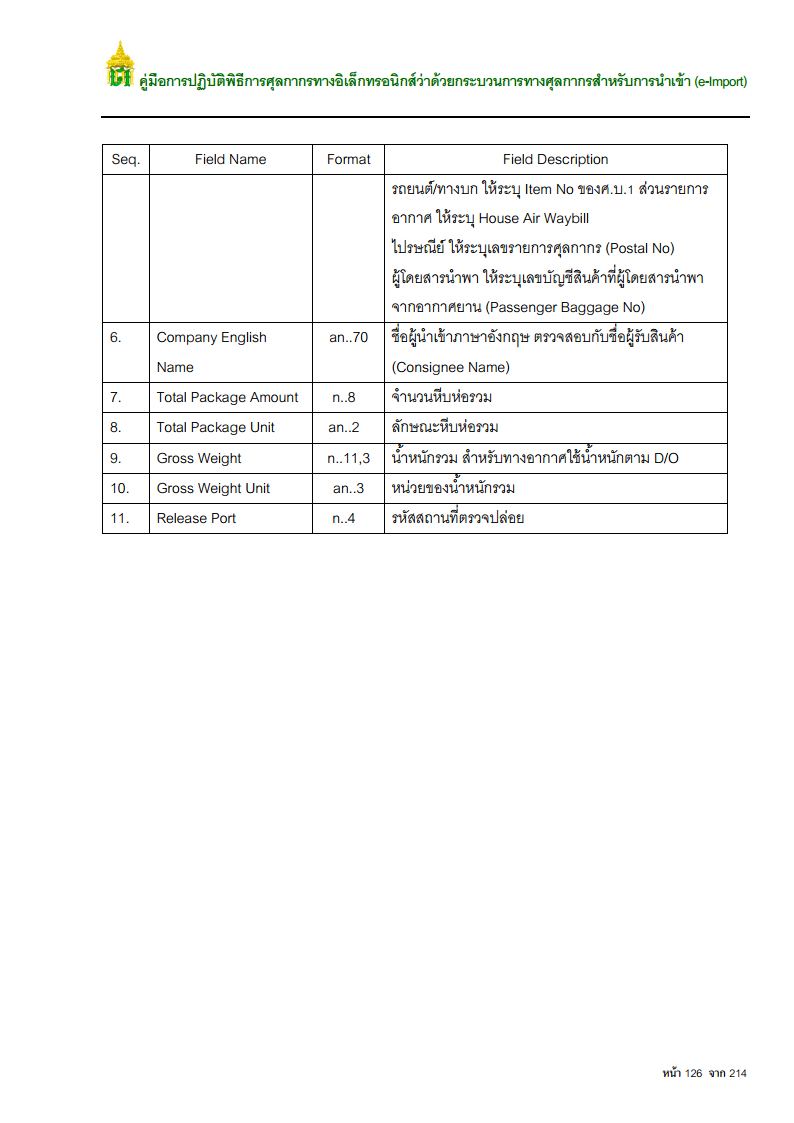 คู่มือการปฏิบัติพิธีการศุลกากรทางอิเล็กทรอนิกส์ว่าด้วยกระบวนการทางศุลกากรสำหรับการนำเข้า (e-Import)
Seq. Field Name Format Field Description
รถยนต์/ทางบก ให้ระบุ Item No ของศ.บ.1 ส่วนรายการ
อากาศ ให้ระบุ House Air Waybill
ไปรษณีย์ ให้ระบุเลขรายการศุลกากร (Postal No)
ผู้โดยสารนำพา ให้ระบุเลขบัญชีสินค้าที่ผู้โดยสารนำพา
จากอากาศยาน (Passenger Baggage No)
6. Company English an..70 ชื่อผู้นำเข้าภาษาอังกฤษ ตรวจสอบกับชื่อผู้รับสินค้า
Name (Consignee Name)
7. Total Package Amount n..8 จำนวนหีบห่อรวม
8. Total Package Unit an..2 ลักษณะหีบห่อรวม
9. Gross Weight n..11,3 น้ำหนักรวม สำหรับทางอากาศใช้น้ำหนักตาม D/O
10. Gross Weight Unit an..3 หน่วยของน้ำหนักรวม
11. Release Port n..4 รหัสสถานที่ตรวจปล่อย
หน้า 126 จาก 214